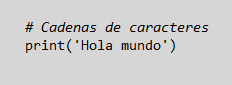 # Cadenas de caracteres
print('Hola mundo')